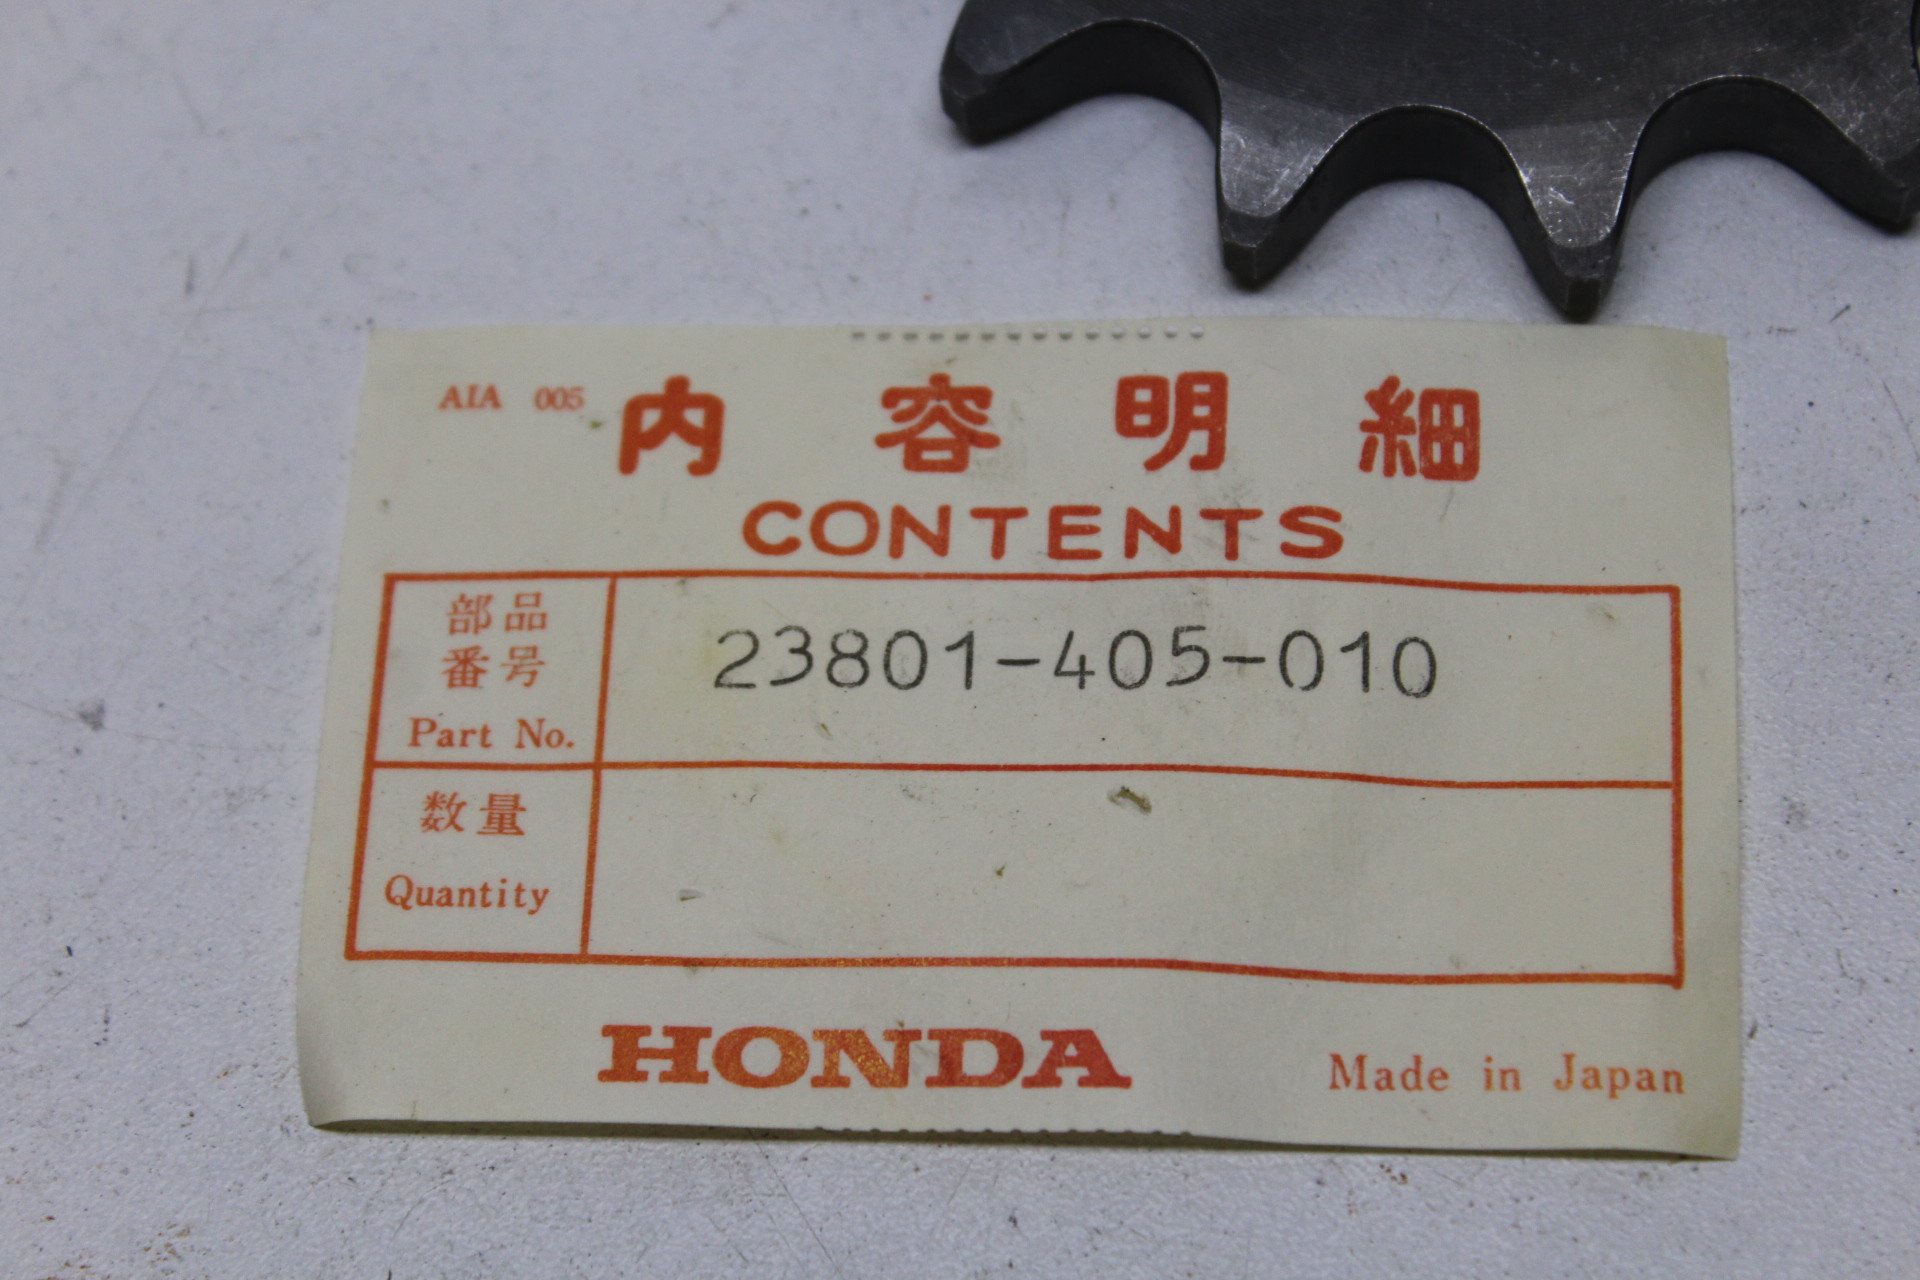 AIA 005
内容明細
CONTENTS
部品
番号
Part No.
23801-405-010
数量
Quantity
HONDA
Made in Japan